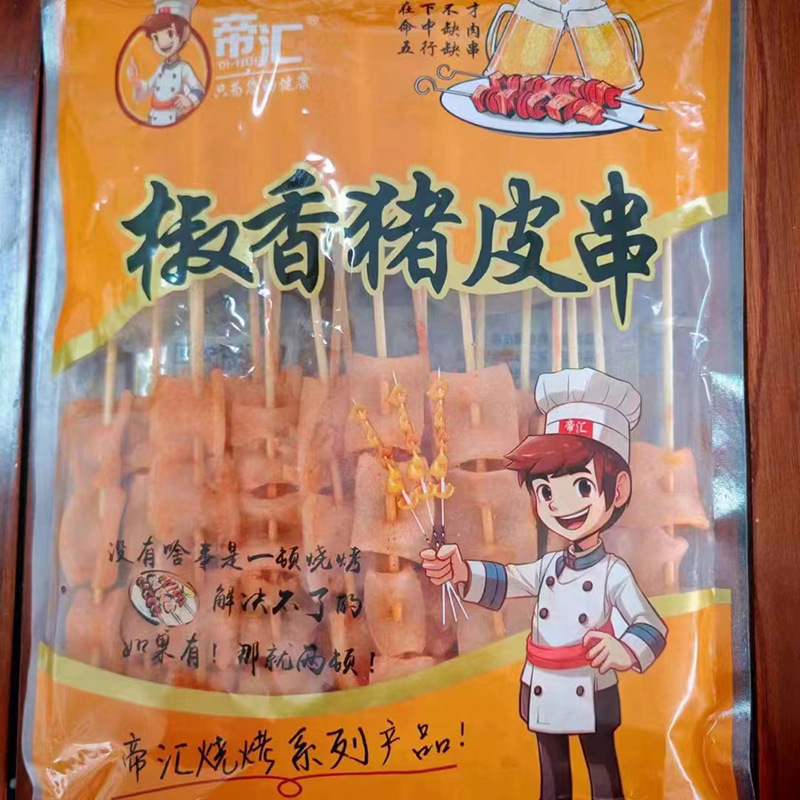 帝汇®
DI-HUI
只为您的健康
在下不才
命中缺肉
五行缺串
椒香猪皮串
帝汇
没有啥事是一顿烧烤
解决不了的
如果有！那就两顿！
帝汇烧烤系列产品！